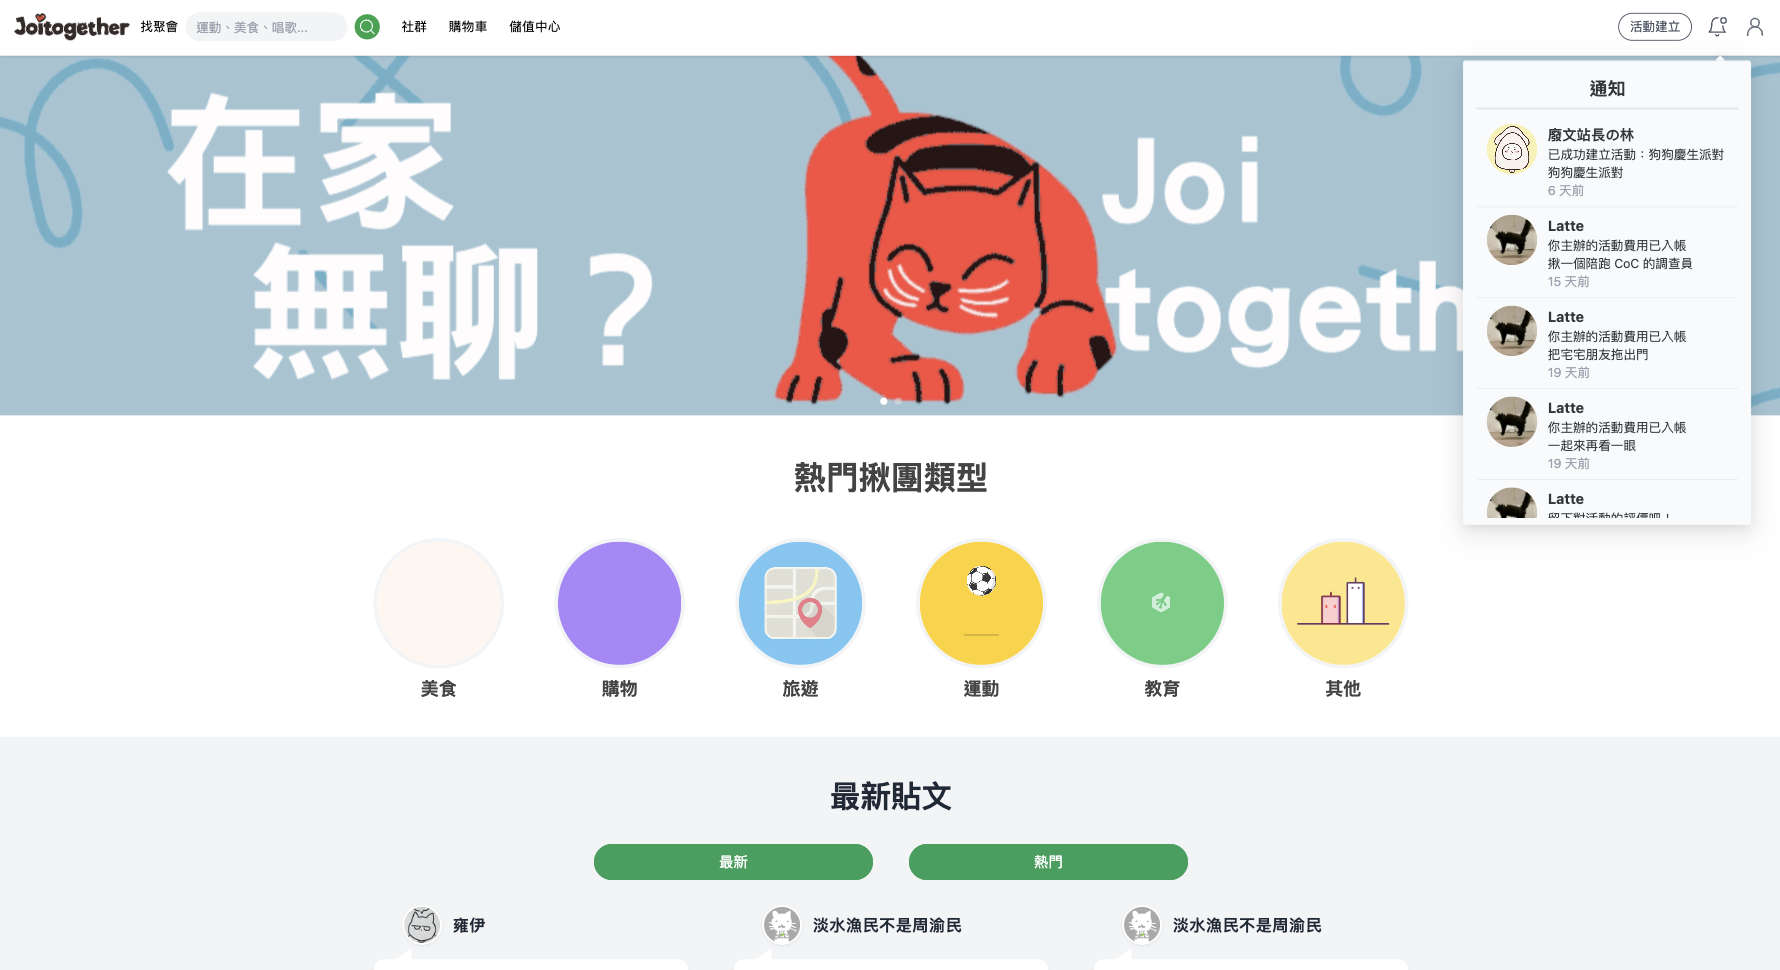 Joitogether
找聚會
運動、美食、唱歌...
社群
購物車
儲值中心
活動建立
在家
無聊？
Joi
togeth
通知
廢文站長の林
已成功建立活動：狗狗慶生派對
狗狗慶生派對
6 天前
Latte
你主辦的活動費用已入帳
揪一個陪跑 CoC 的調查員
15 天前
Latte
你主辦的活動費用已入帳
把宅宅朋友拖出門
19 天前
Latte
你主辦的活動費用已入帳
一起來再看一眼
19 天前
Latte
留下對活動的評價吧！
熱門揪團類型
美食
購物
旅遊
運動
教育
其他
最新貼文
最新
熱門
雍伊
淡水漁民不是周渝民
淡水漁民不是周渝民